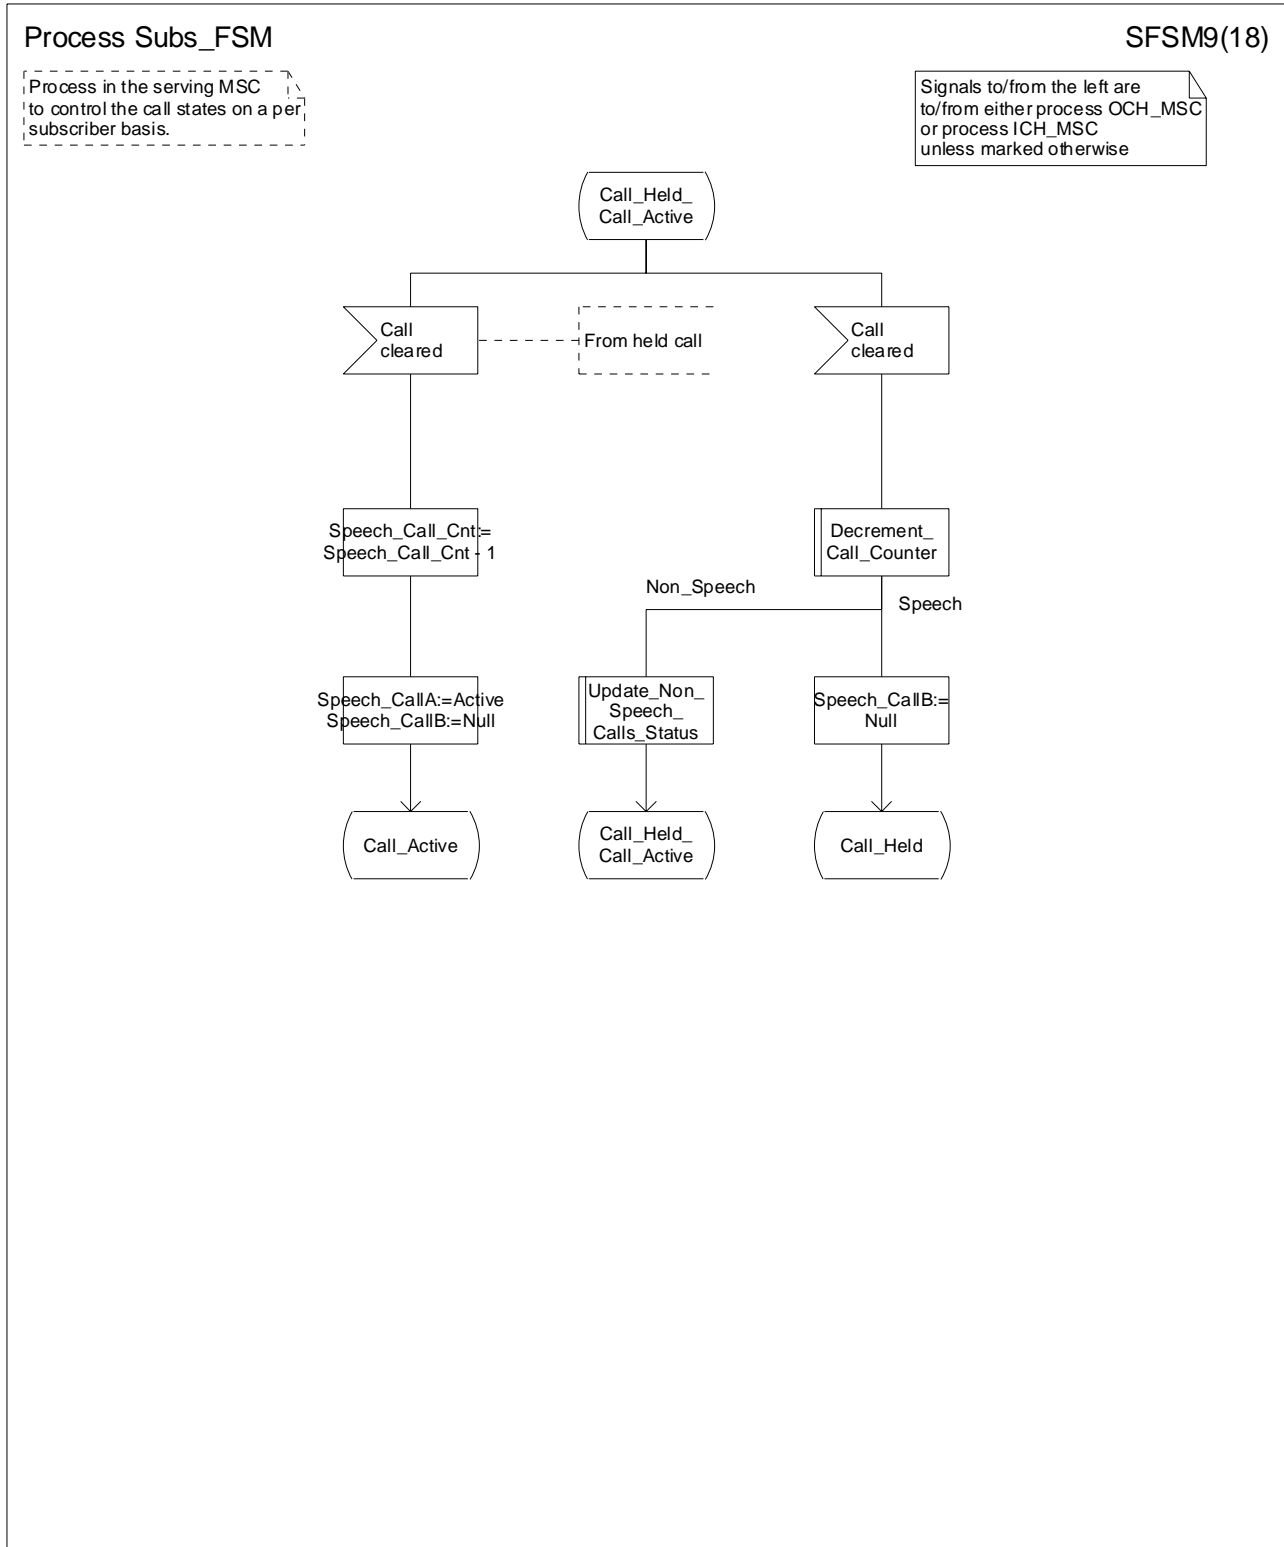 Process Subs_FSM
SFSM9(18)
Process in the serving MSC
to control the call states on a per
subscriber basis.
Signals to/from the left are
to/from either process OCH_MSC
or process ICH_MSC
unless marked otherwise
Call_Held_
Call_Active
Call
cleared
From held call
Call
cleared
Speech_Call_Cnt:=
Speech_Call_Cnt - 1
Decrement_
Call_Counter
Non_Speech
Speech
Speech_CallA:=Active
Speech_CallB:=Null
Update_Non_
Speech_
Calls_Status
Speech_CallB:=
Null
Call_Active
Call_Held_
Call_Active
Call_Held